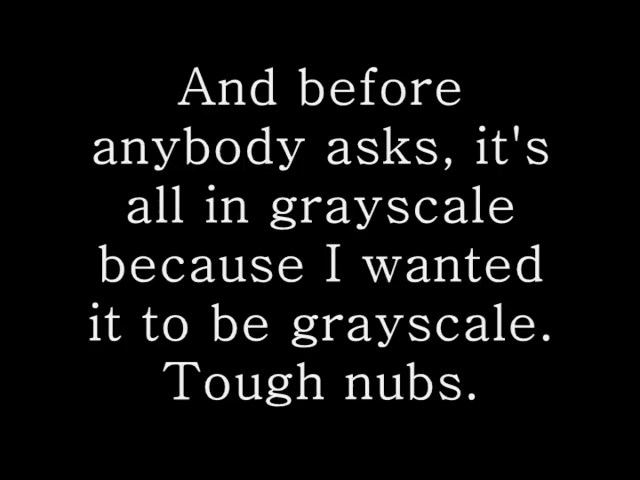 And before
anybody asks, it's
all in grayscale
because I wanted
it to be grayscale.
Tough nubs.